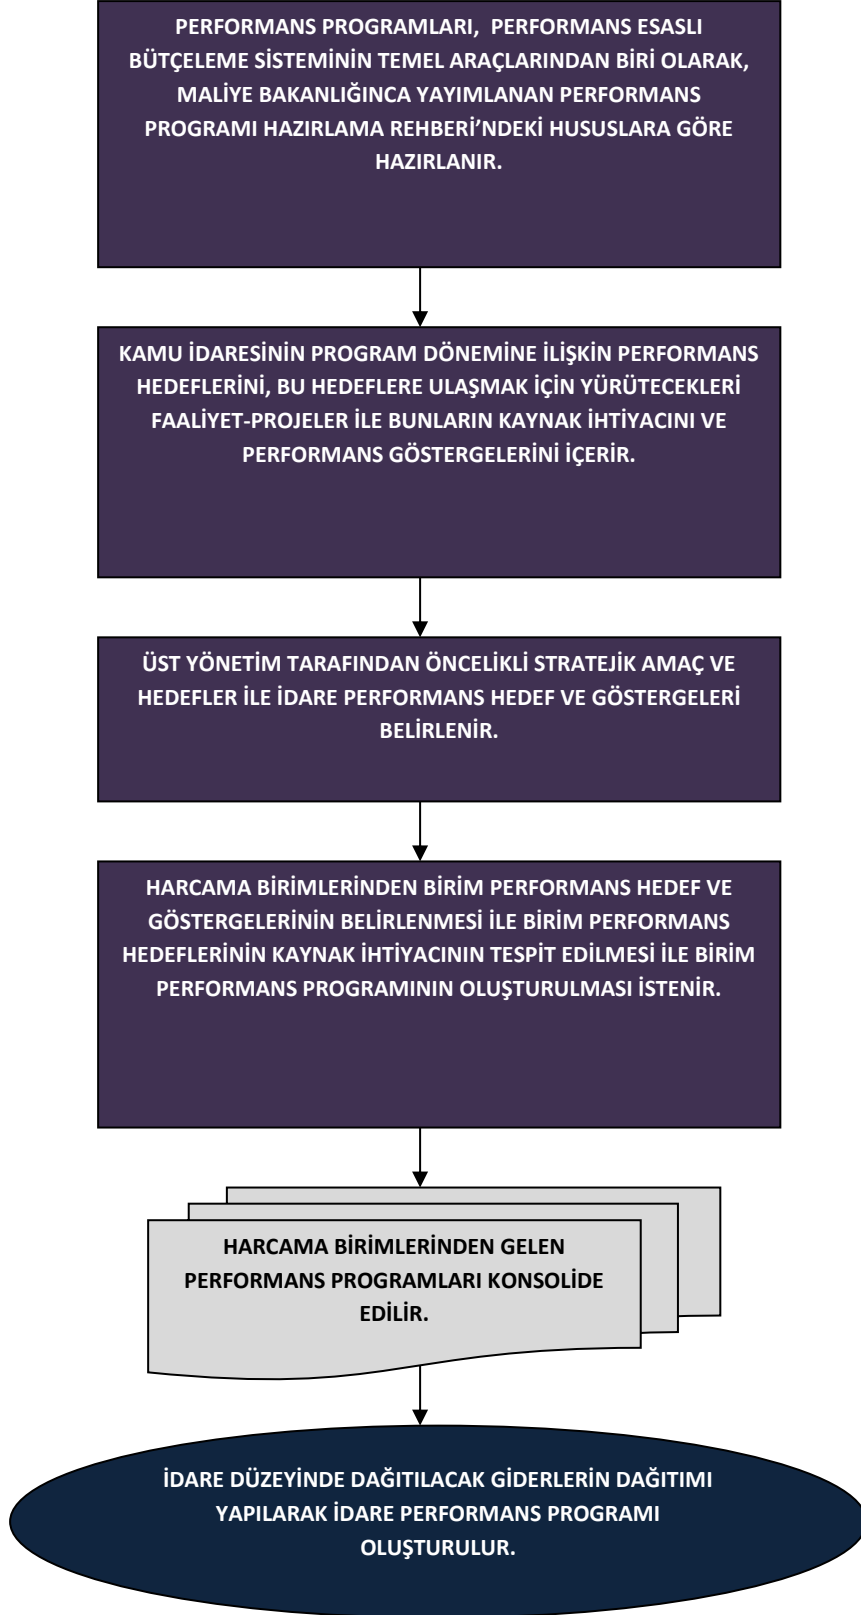 PERFORMANS PROGRAMLARI,  PERFORMANS ESASLI
BÜTÇELEME SİSTEMİNİN TEMEL ARAÇLARINDAN BİRİ OLARAK,
MALİYE BAKANLIĞINCA YAYIMLANAN PERFORMANS
PROGRAMI HAZIRLAMA REHBERİ’NDEKİ HUSUSLARA GÖRE
HAZIRLANIR.
KAMU İDARESİNİN PROGRAM DÖNEMİNE İLİŞKİN PERFORMANS
HEDEFLERİNİ, BU HEDEFLERE ULAŞMAK İÇİN YÜRÜTECEKLERİ
FAALİYET-PROJELER İLE BUNLARIN KAYNAK İHTİYACINI VE
PERFORMANS GÖSTERGELERİNİ İÇERİR.
ÜST YÖNETİM TARAFINDAN ÖNCELİKLİ STRATEJİK AMAÇ VE
HEDEFLER İLE İDARE PERFORMANS HEDEF VE GÖSTERGELERİ
BELİRLENİR.
HARCAMA BİRİMLERİNDEN BİRİM PERFORMANS HEDEF VE
GÖSTERGELERİNİN BELİRLENMESİ İLE BİRİM PERFORMANS
HEDEFLERİNİN KAYNAK İHTİYACININ TESPİT EDİLMESİ İLE BİRİM
PERFORMANS PROGRAMININ OLUŞTURULMASI İSTENİR.
HARCAMA BİRİMLERİNDEN GELEN
PERFORMANS PROGRAMLARI KONSOLİDE
EDİLİR.
İDARE DÜZEYİNDE DAĞITILACAK GİDERLERİN DAĞITIMI
YAPILARAK İDARE PERFORMANS PROGRAMI
OLUŞTURULUR.